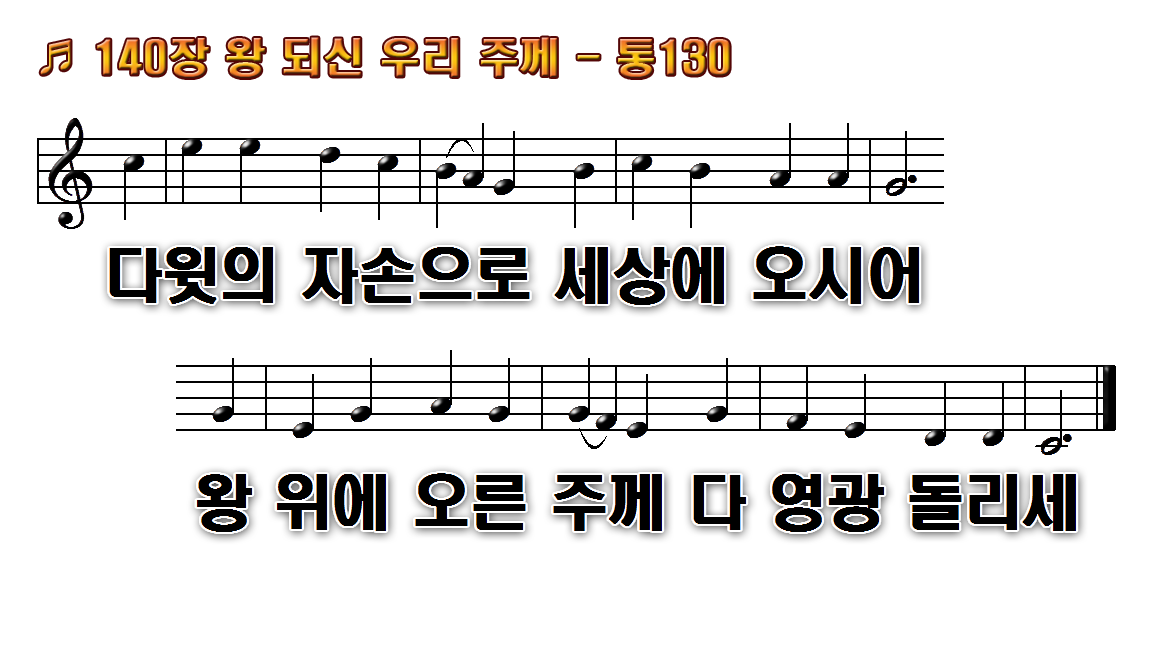 140장 왕 되신 우리 주께 - 통130
다윗의 자손으로 세상에 오시어
왕 위에 오른 주께 다 영광 돌리세